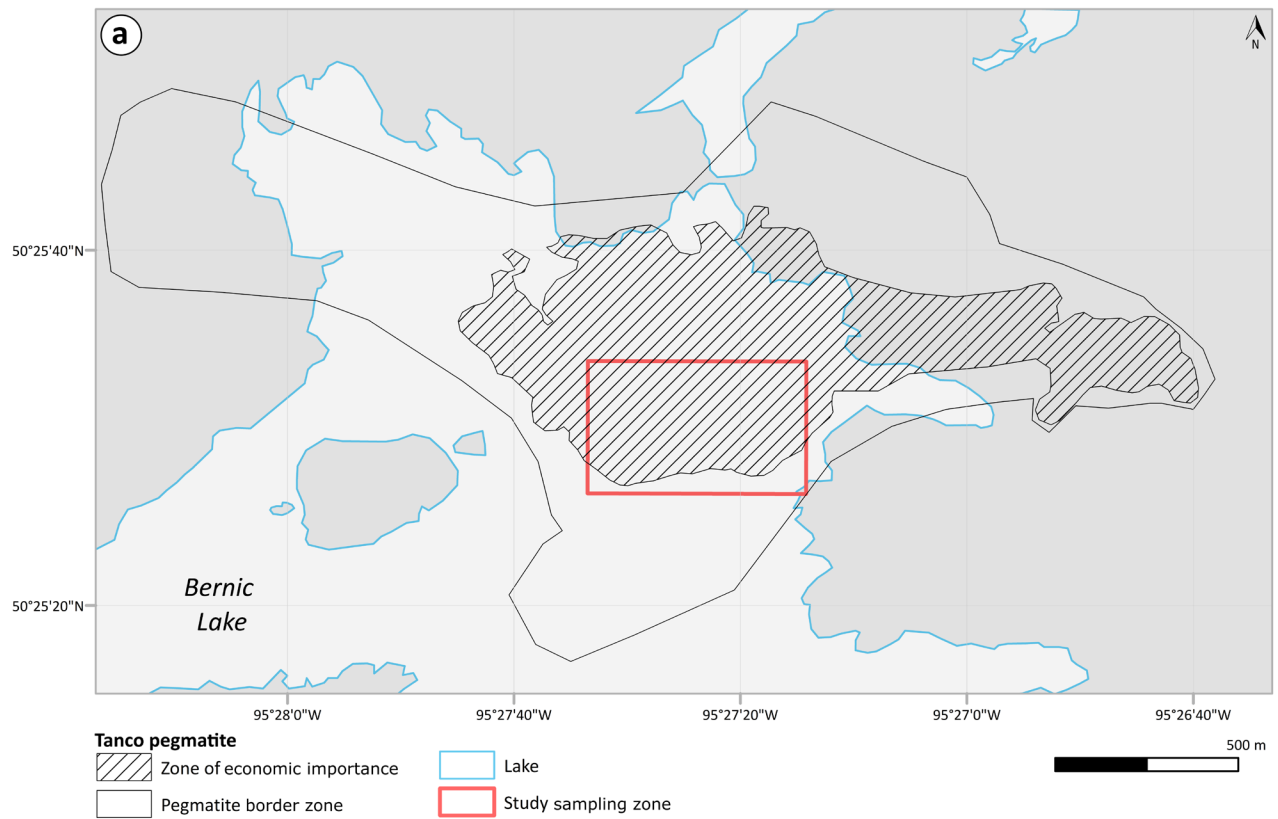 a
N
50°25'40"N
50°25'20"N
Bernic
Lake
95°28'0"W
95°27'40"W
95°27'20"W
95°27'0"W
95°26'40"W
Tanco pegmatite
Zone of economic importance
Pegmatite border zone
Lake
Study sampling zone
500 m